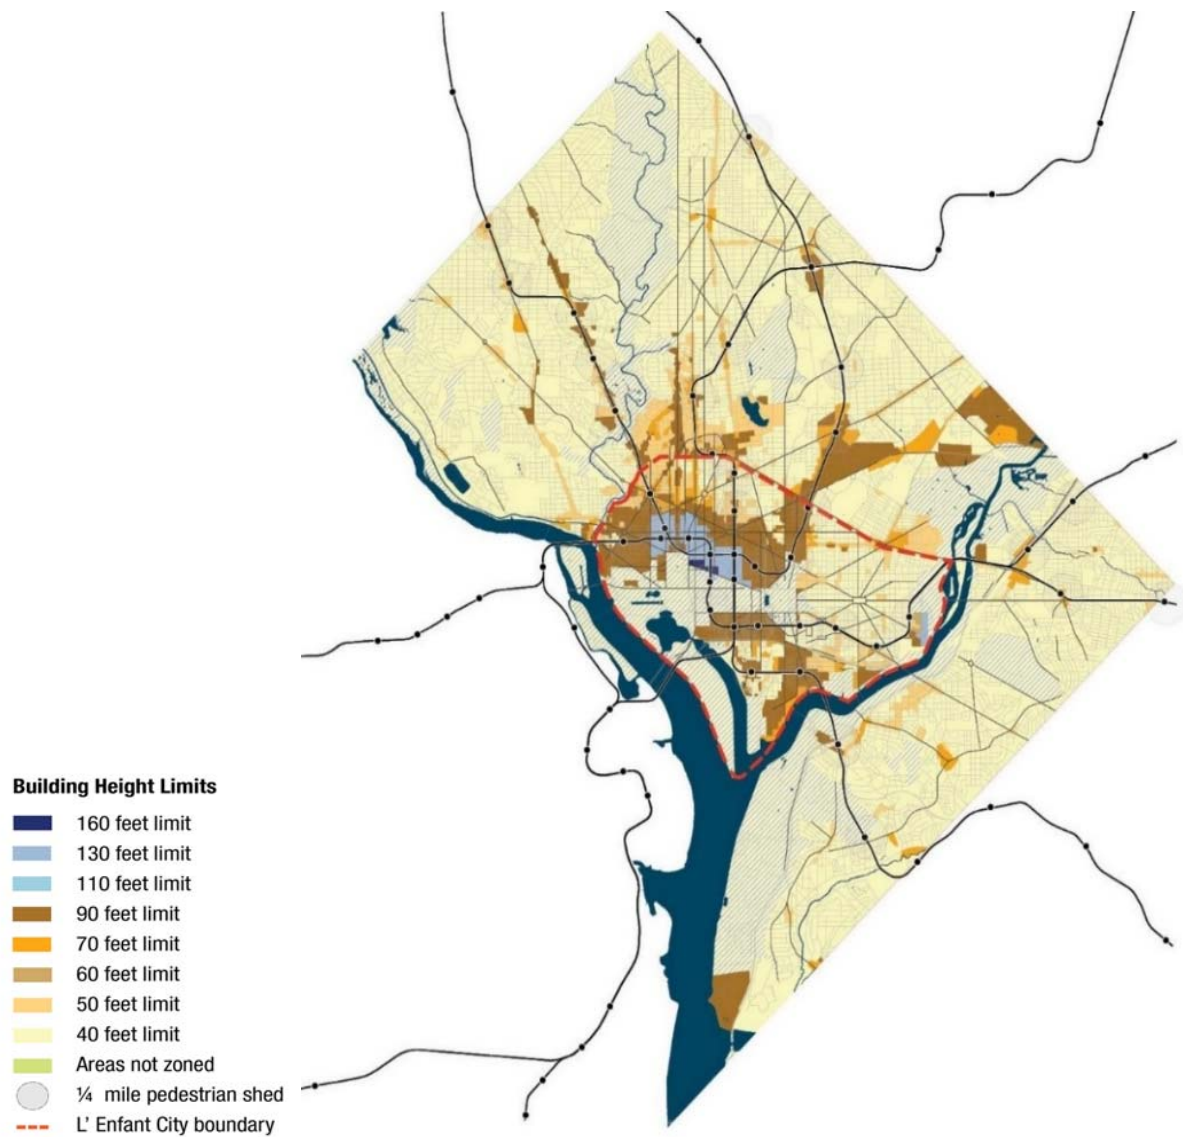 Building Height Limits
160 feet limit
130 feet limit
110 feet limit
90 feet limit
70 feet limit
60 feet limit
50 feet limit
40 feet limit
Areas not zoned
¼ mile pedestrian shed
L' Enfant City boundary